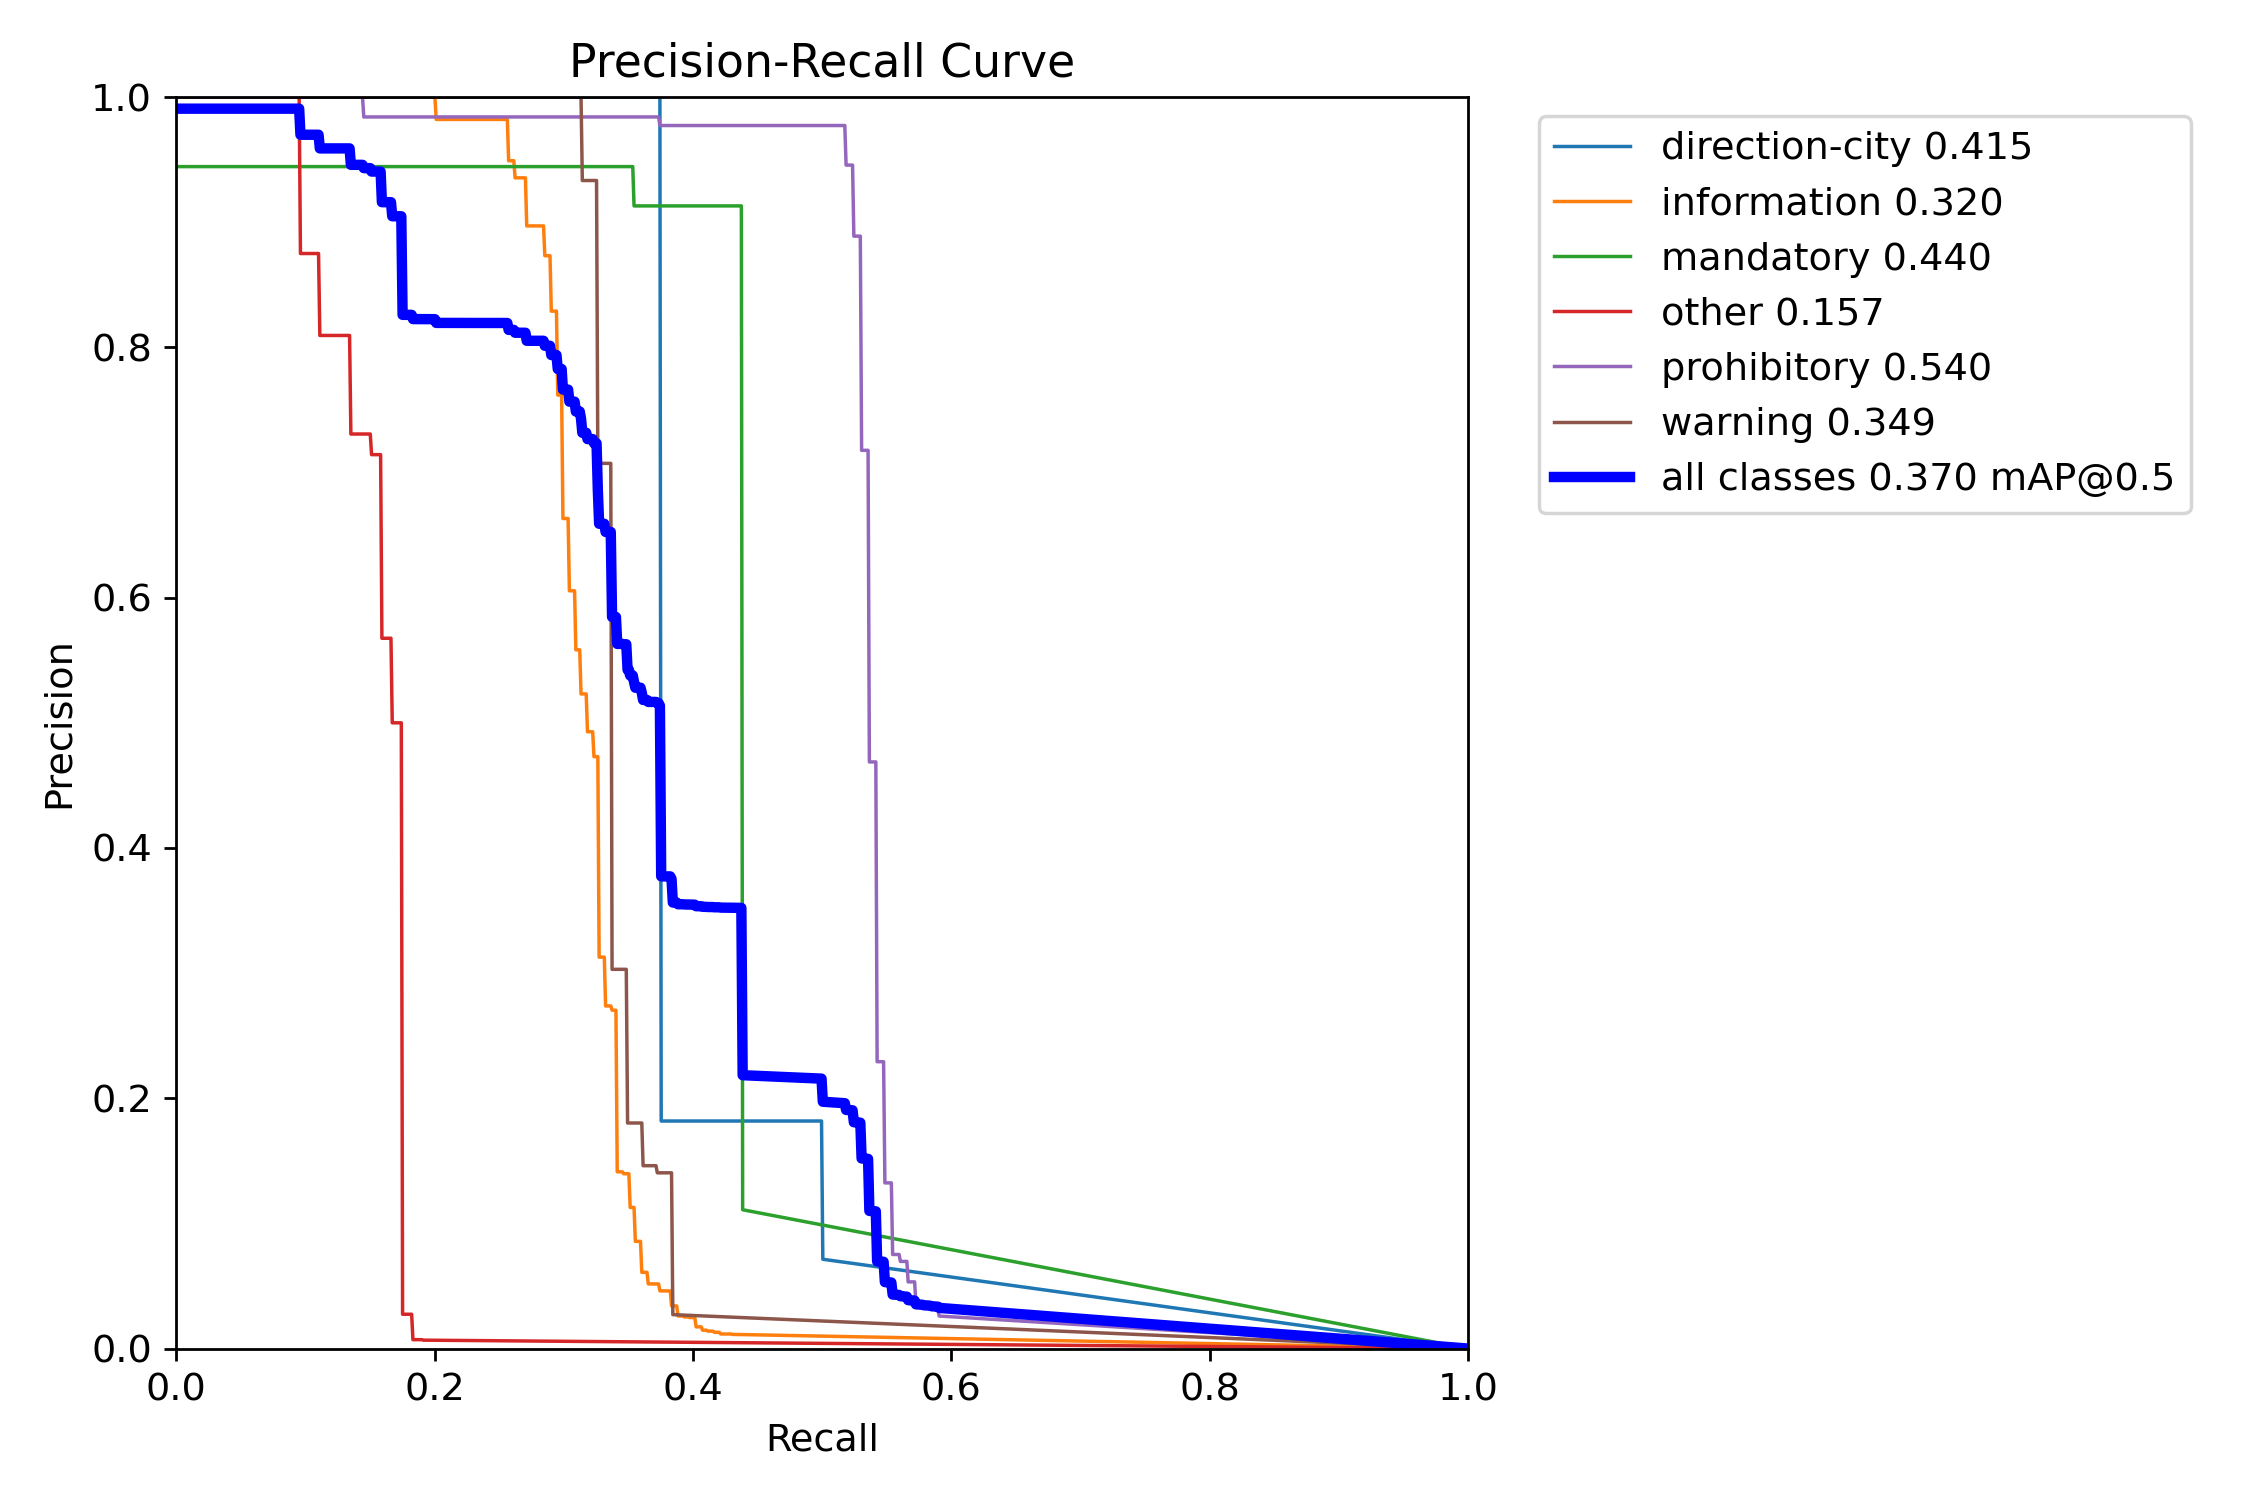 Precision-Recall Curve
1.0
0.8
0.6
0.4
0.2
0.0
Precision
0.0 0.2 0.4 0.6 0.8 1.0
Recall
direction-city 0.415
information 0.320
mandatory 0.440
other 0.157
prohibitory 0.540
warning 0.349
all classes 0.370 mAP@0.5